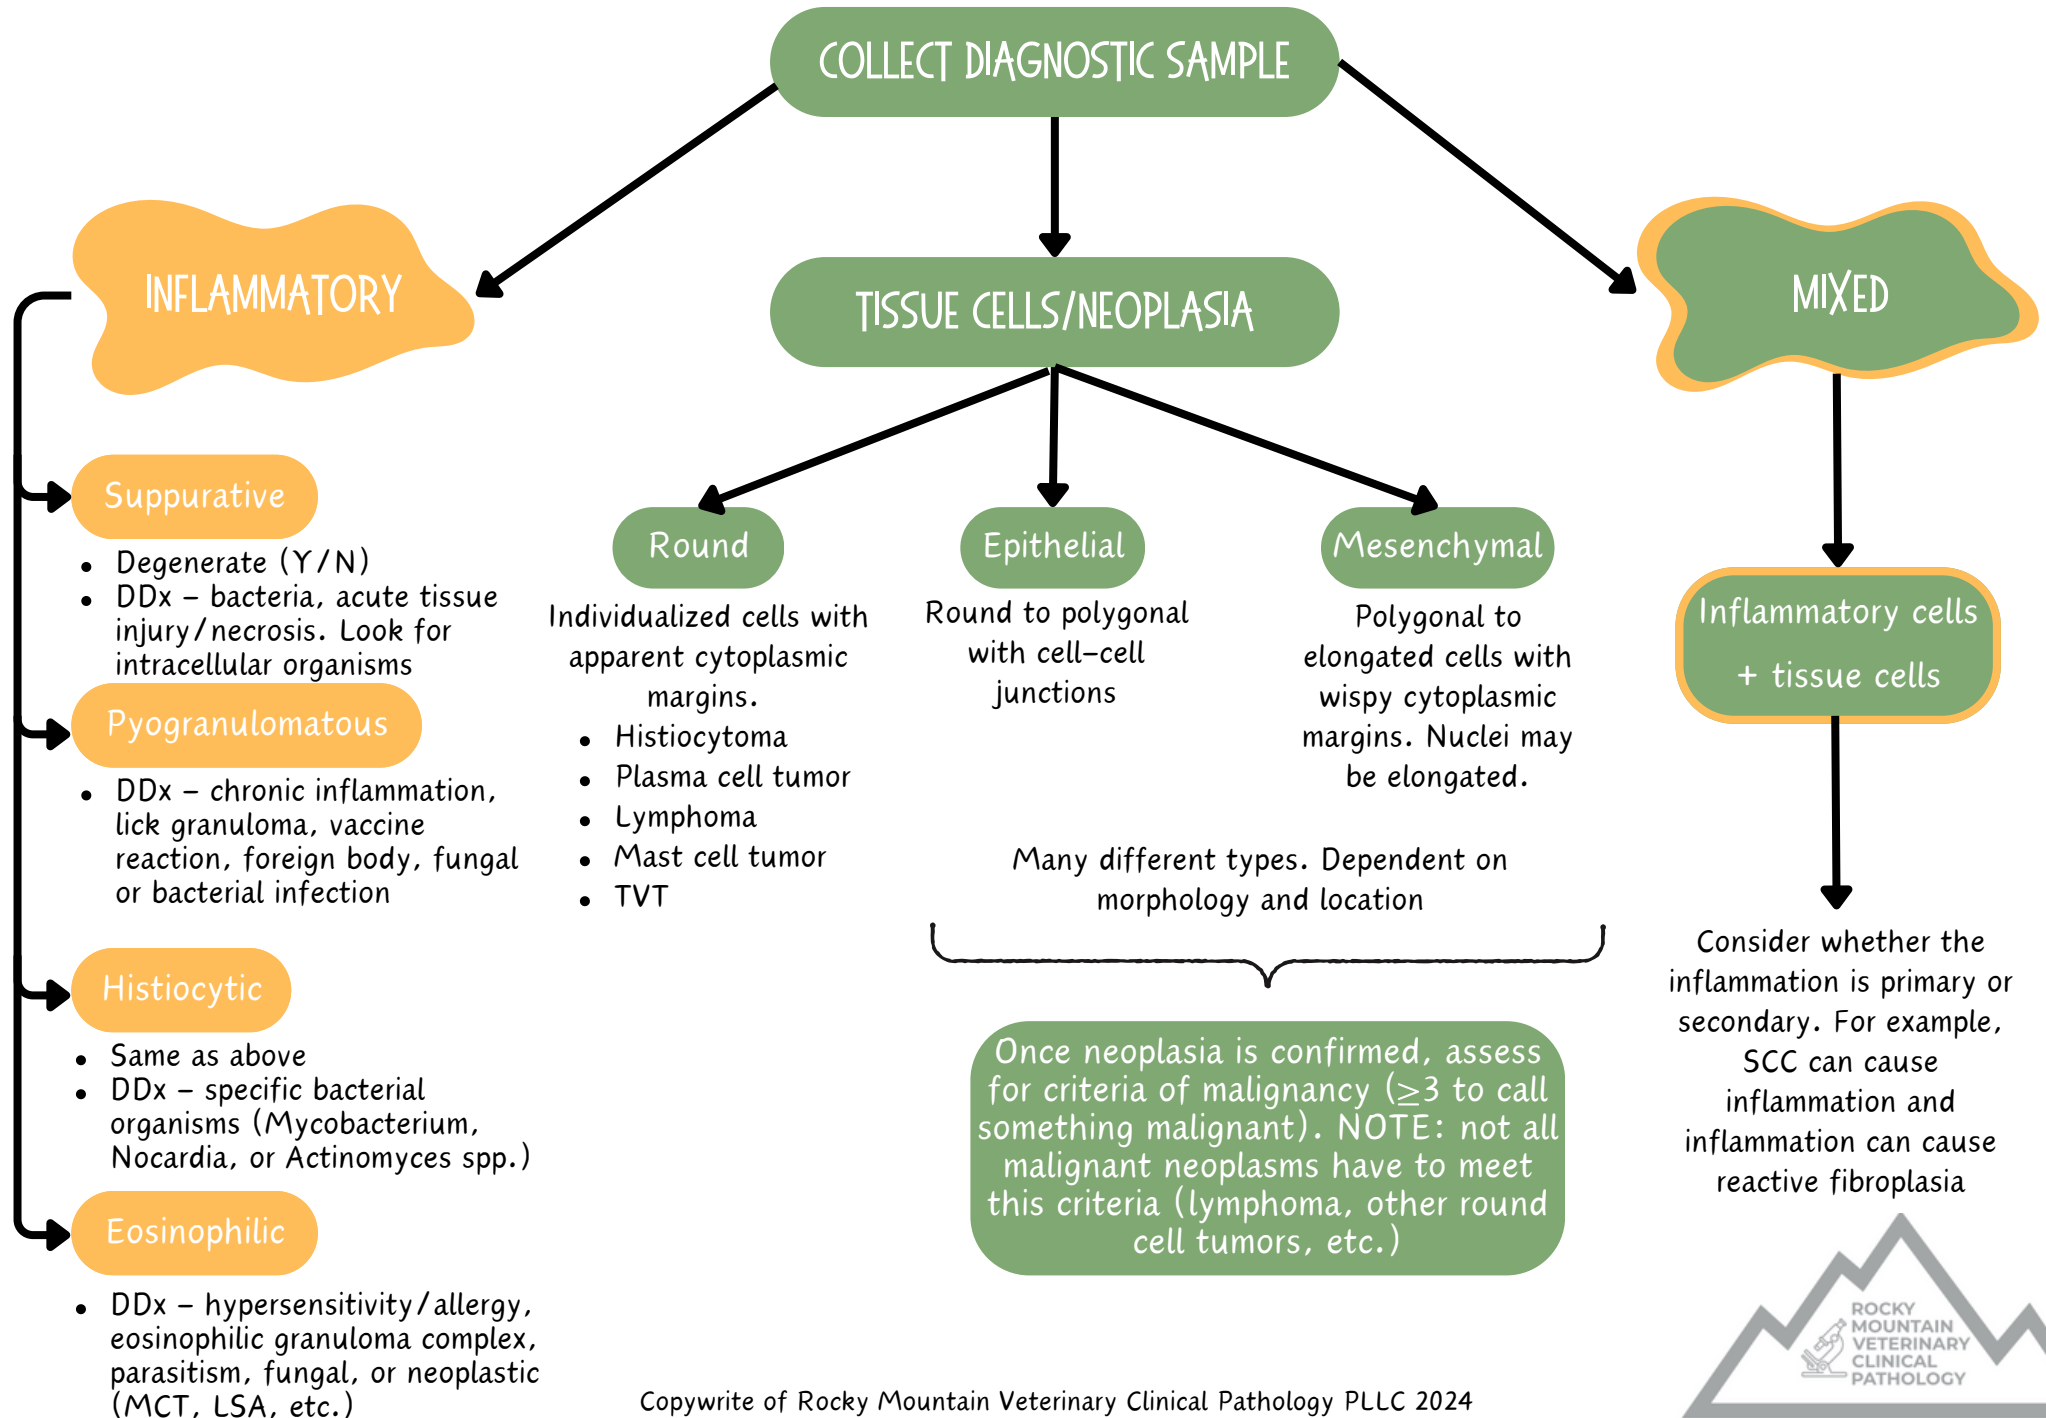 COLLECT DIAGNOSTIC SAMPLE
INFLAMMATORY
Suppurative
• Degenerate (Y/N)
• DDx – bacteria, acute tissue
injury/necrosis. Look for
intracellular organisms
Pyogranulomatous
• DDx – chronic inflammation,
lick granuloma, vaccine
reaction, foreign body, fungal
or bacterial infection
Histiocytic
• Same as above
• DDx – specific bacterial
organisms (Mycobacterium,
Nocardia, or Actinomyces spp.)
Eosinophilic
• DDx – hypersensitivity/allergy,
eosinophilic granuloma complex,
parasitism, fungal, or neoplastic
(MCT, LSA, etc.)
TISSUE CELLS/NEOPLASIA
Round
Individualized cells with
apparent cytoplasmic
margins.
• Histiocytoma
• Plasma cell tumor
• Lymphoma
• Mast cell tumor
• TVT
Epithelial
Round to polygonal
with cell–cell
junctions
Mesenchymal
Polygonal to
elongated cells with
wispy cytoplasmic
margins. Nuclei may
be elongated.
Many different types. Dependent on
morphology and location
Once neoplasia is confirmed, assess
for criteria of malignancy (≥3 to call
something malignant). NOTE: not all
malignant neoplasms have to meet
this criteria (lymphoma, other round
cell tumors, etc.)
MIXED
Inflammatory cells
+ tissue cells
Consider whether the
inflammation is primary or
secondary. For example,
SCC can cause
inflammation and
inflammation can cause
reactive fibroplasia
ROCKY
MOUNTAIN
VETERINARY
CLINICAL
PATHOLOGY
Copywrite of Rocky Mountain Veterinary Clinical Pathology PLLC 2024